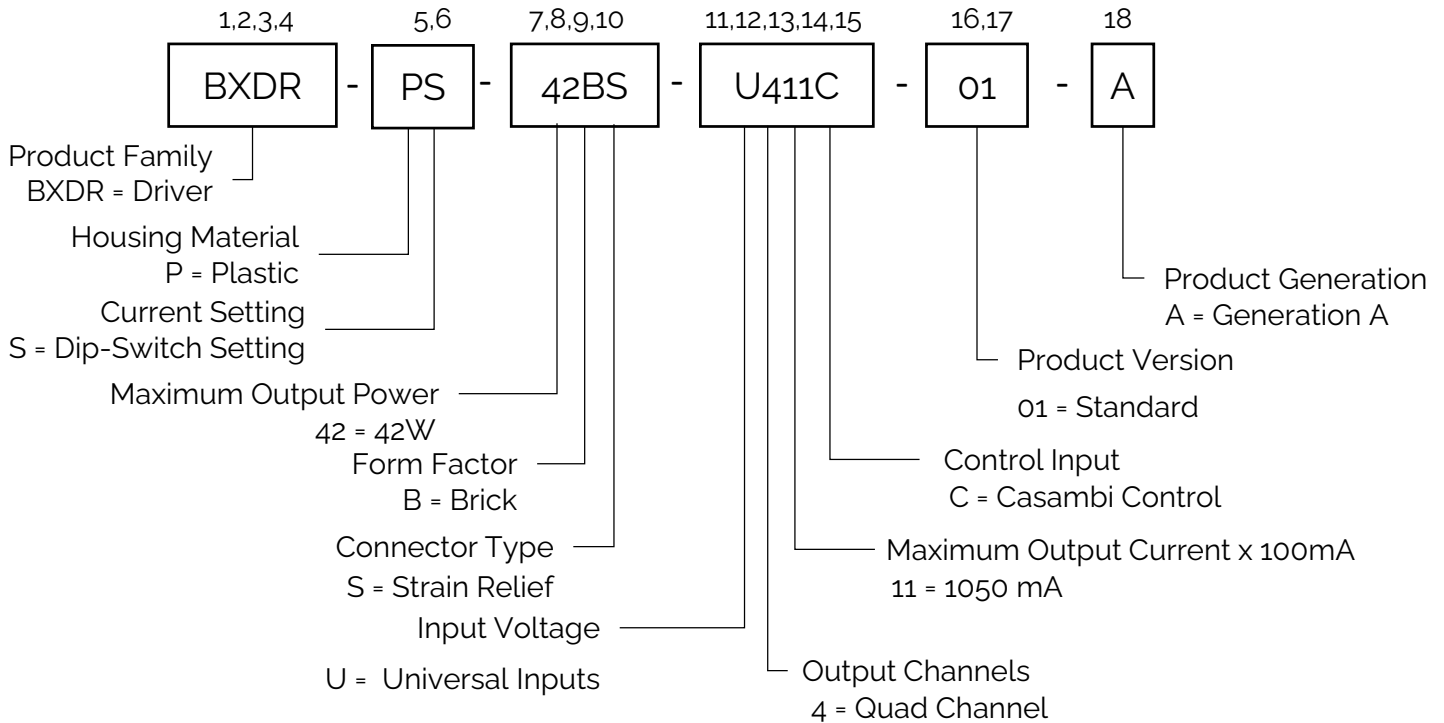 1,2,3,4 5,6 7,8,9,10 11,12,13,14,15 16,17 18
BXDR - PS - 42BS - U411C - 01 - A
Product Family
BXDR = Driver
Housing Material
P = Plastic
Current Setting
S = Dip-Switch Setting
Maximum Output Power
42 = 42W
Form Factor
B = Brick
Connector Type
S = Strain Relief
Input Voltage
U = Universal Inputs
Product Generation
A = Generation A
Product Version
01 = Standard
Control Input
C = Casambi Control
Maximum Output Current x 100mA
11 = 1050 mA
Output Channels
4 = Quad Channel